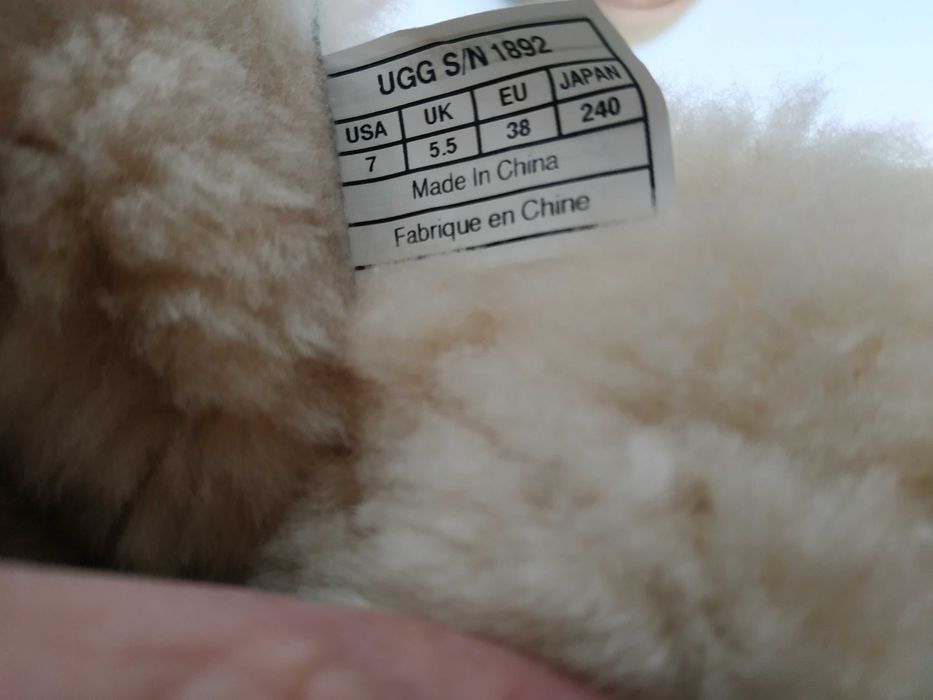 UGG S/N 1892
USA UK EU JAPAN
7 5.5 38 240
Made In China
Fabrique en Chine